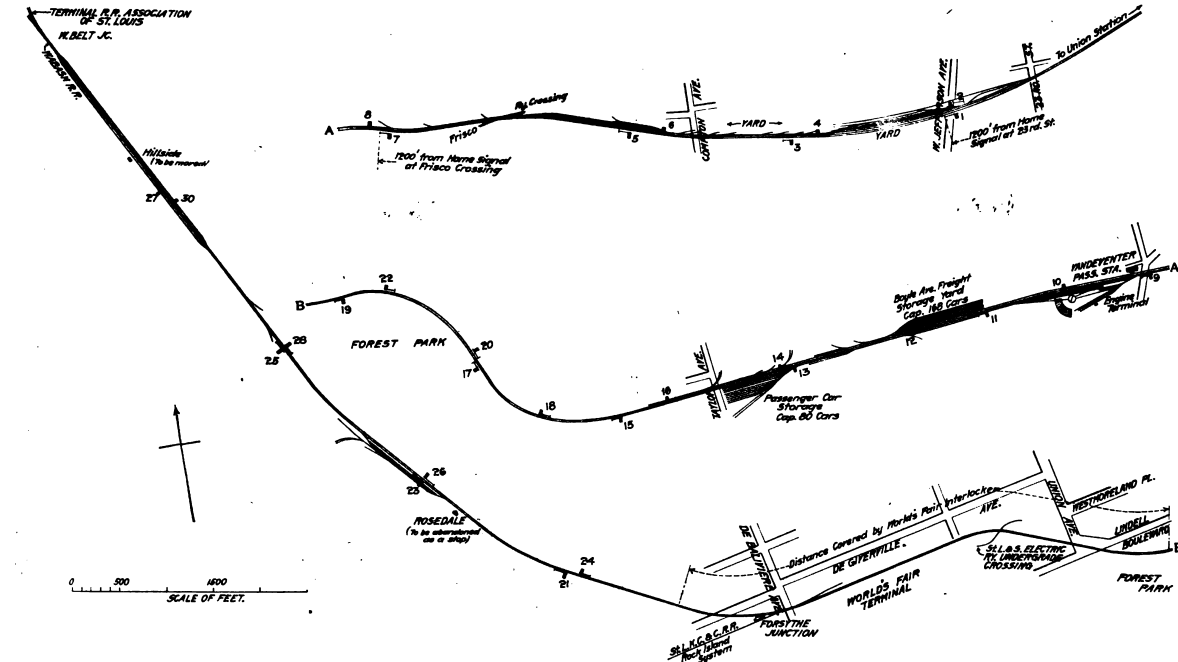 TERMINAL R.R. ASSOCIATION
OF ST. LOUIS
W. BELT JC.
WABASH R.R.
Hillside
(To be moved)
27
30
28
25
26
23
ROSEDALE
(To be abandoned
as a stop)
24
21
0 500 1500
SCALE OF FEET.
A
8
7
Frisco
Ry. Crossing
1200' from Home Signal
at Frisco Crossing
6
5
COMPTON AVE.
YARD
4
3
YARD
W. JEFFERSON AVE.
1
1200' from Home
Signal at 23rd. St.
To Union Station
B
19
22
FOREST PARK
20
17
18
15
16
TAYLOR AVE.
14
13
Passenger Car
Storage
Cap. 80 Cars
Boyle Ave. Freight
Storage Yard
Cap. 168 Cars
12
11
10
VANDEVENTER
PASS. STA.
9
A
Engine
Terminal
DE BALIVIERE AVE.
Distance Covered by World's Fair Interlocker
DE GIVERVILLE AVE.
UNION AVE.
WESTMORELAND PL.
LINDELL
BOULEVARD
St. L. & S. ELECTRIC
RY. UNDERGRADE
CROSSING
FOREST
PARK
WORLD'S FAIR
TERMINAL
FORSYTHE
JUNCTION
St. L. K. C. & C. R.R.
Rock Island
System